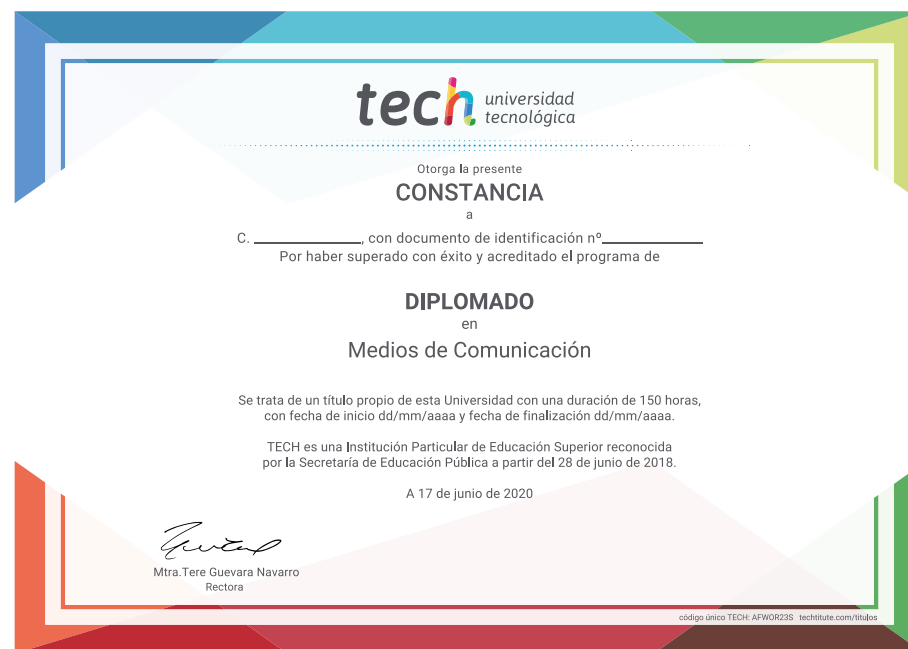 tech universidad
tecnológica
Otorga la presente
CONSTANCIA
a
C. ____________, con documento de identificación nº____________
Por haber superado con éxito y acreditado el programa de
DIPLOMADO
en
Medios de Comunicación
Se trata de un título propio de esta Universidad con una duración de 150 horas,
con fecha de inicio dd/mm/aaaa y fecha de finalización dd/mm/aaaa.
TECH es una Institución Particular de Educación Superior reconocida
por la Secretaría de Educación Pública a partir del 28 de junio de 2018.
A 17 de junio de 2020
Mtra.Tere Guevara Navarro
Rectora
código único TECH: AFWOR23S techtitute.com/titulos